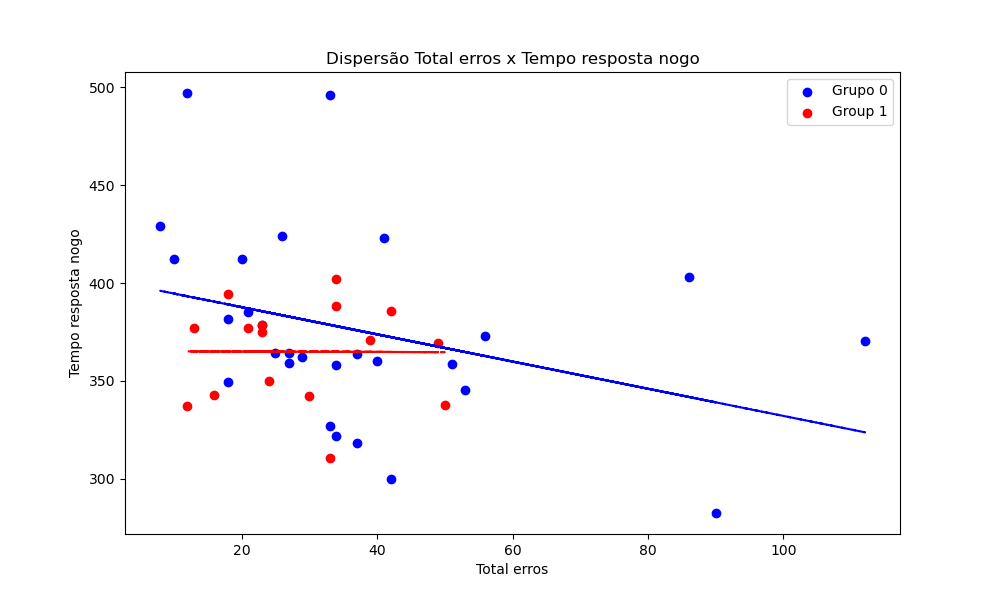 Dispersão Total erros x Tempo resposta nogo
Grupo 0
Group 1
Tempo resposta nogo
500
450
400
350
300
20
40
60
80
100
Total erros